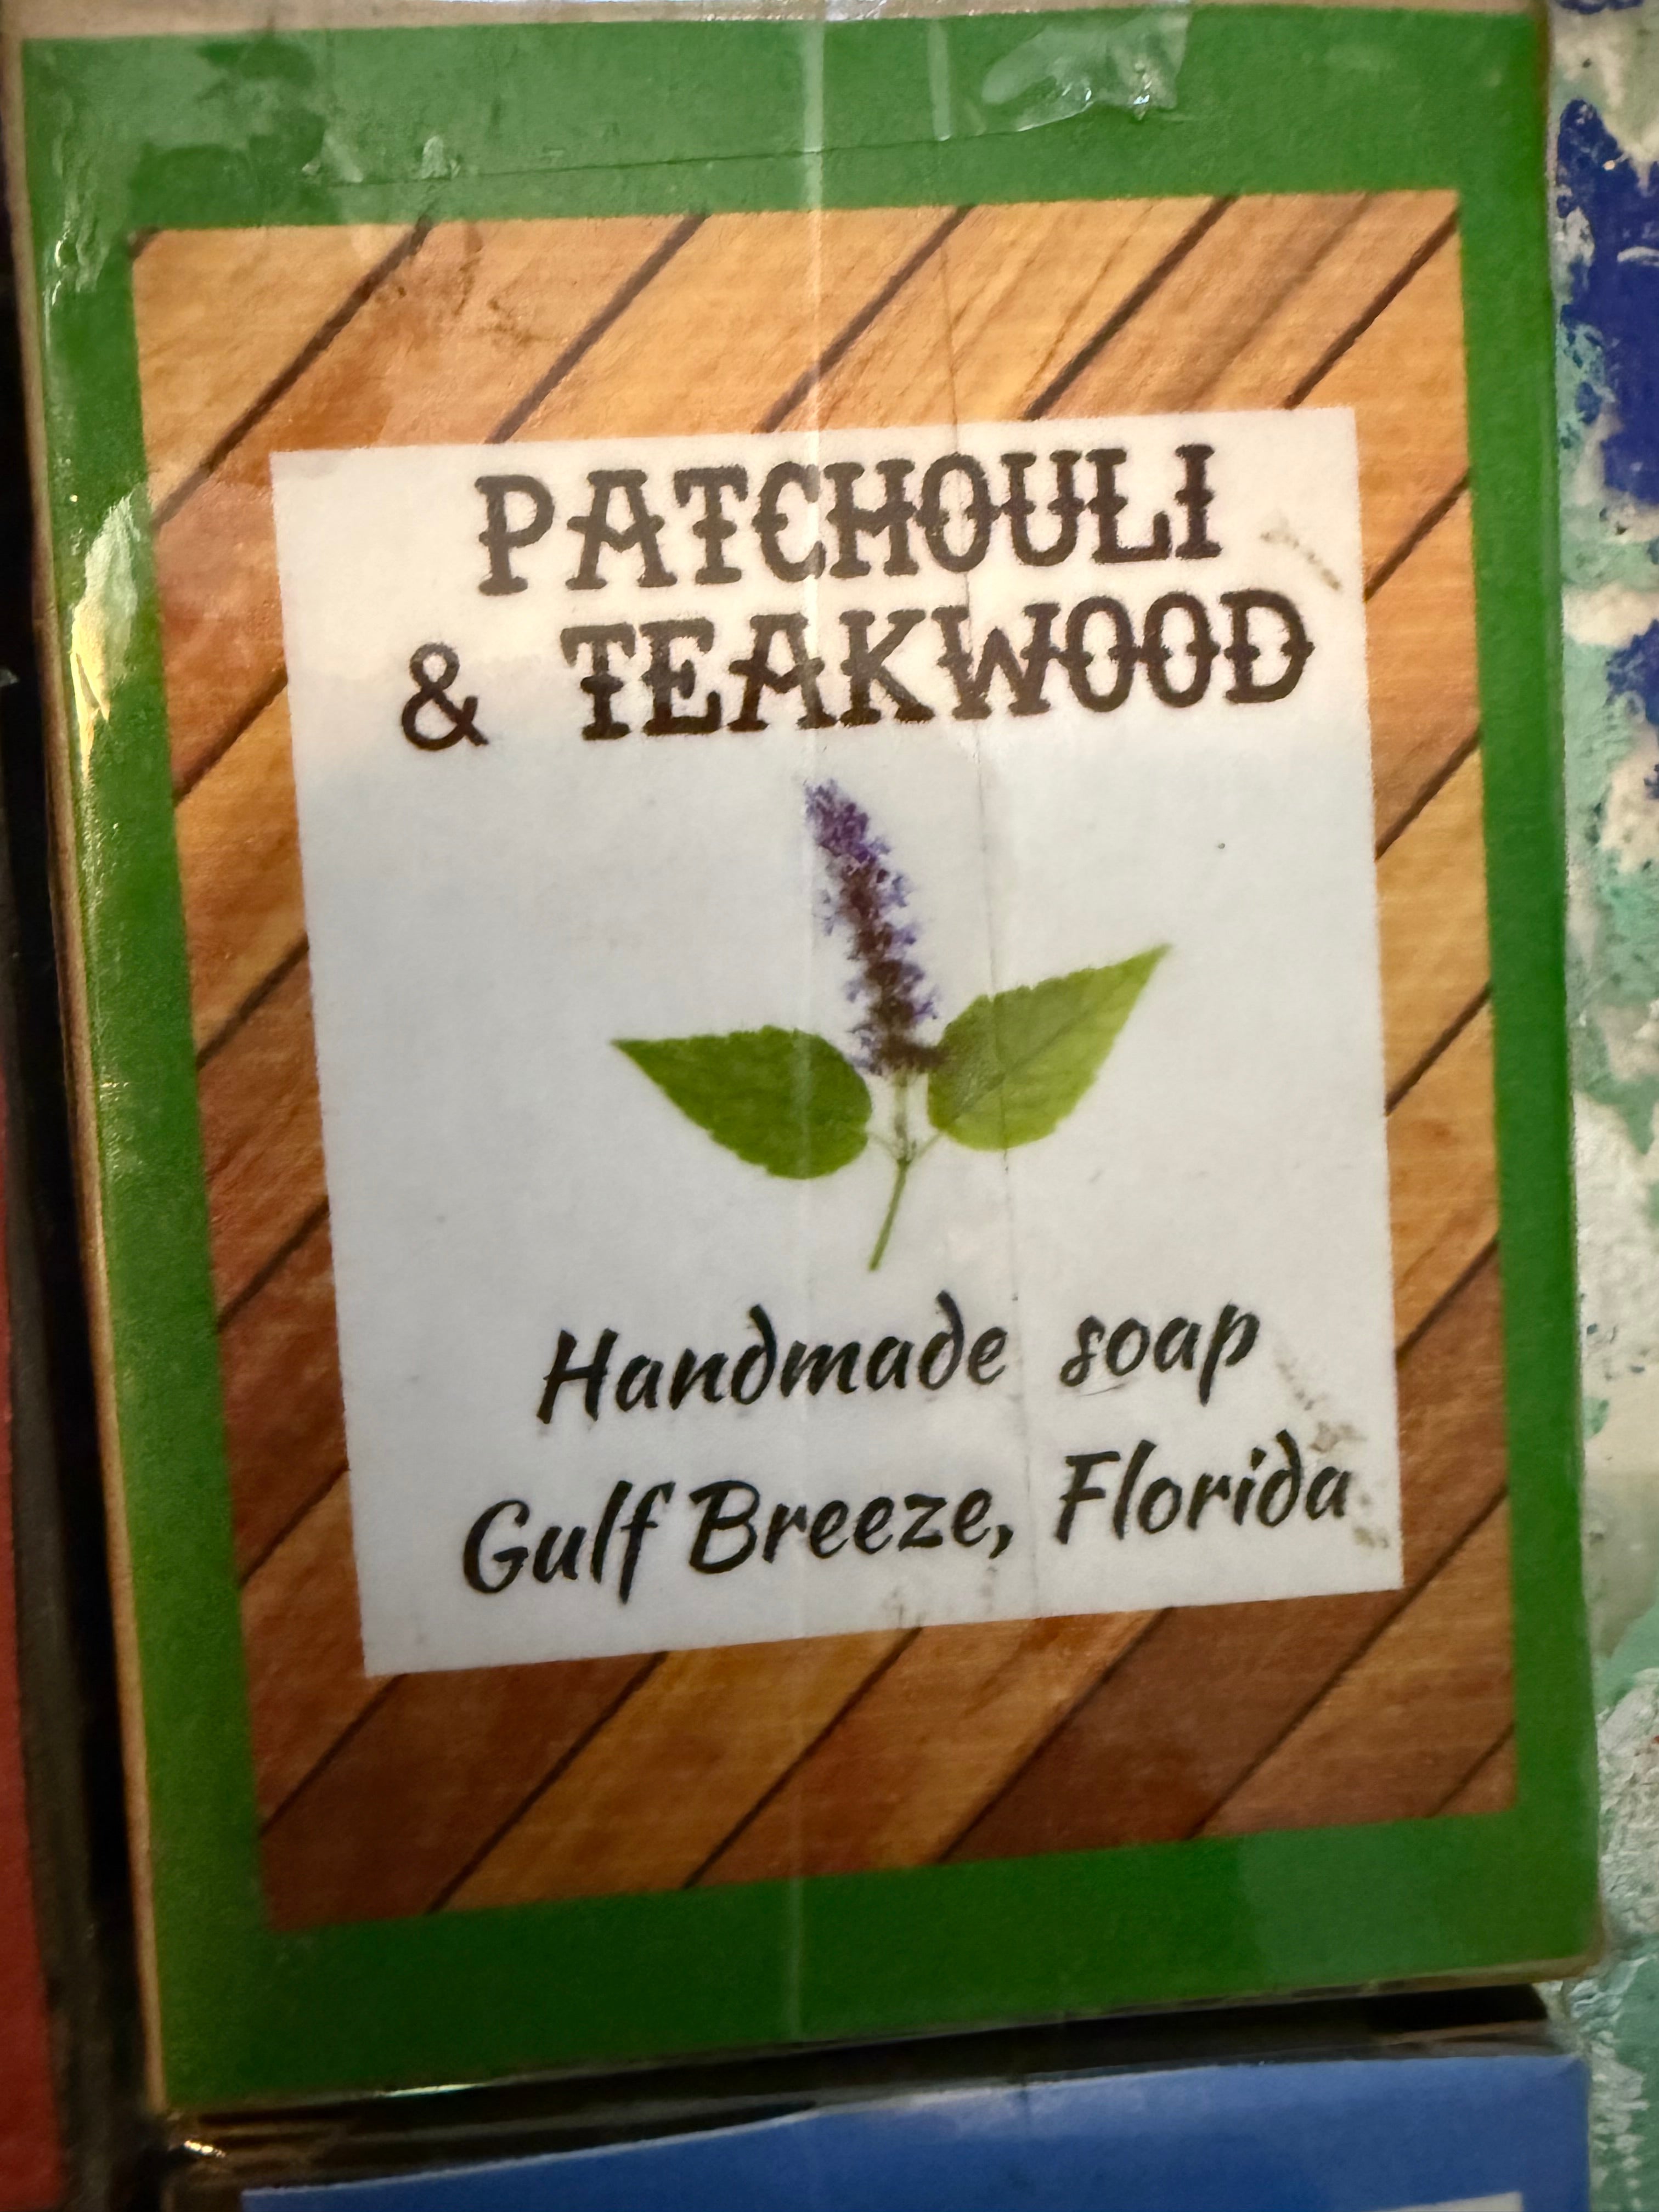 PATCHOULI
& TEAKWOOD
Handmade soap
Gulf Breeze, Florida